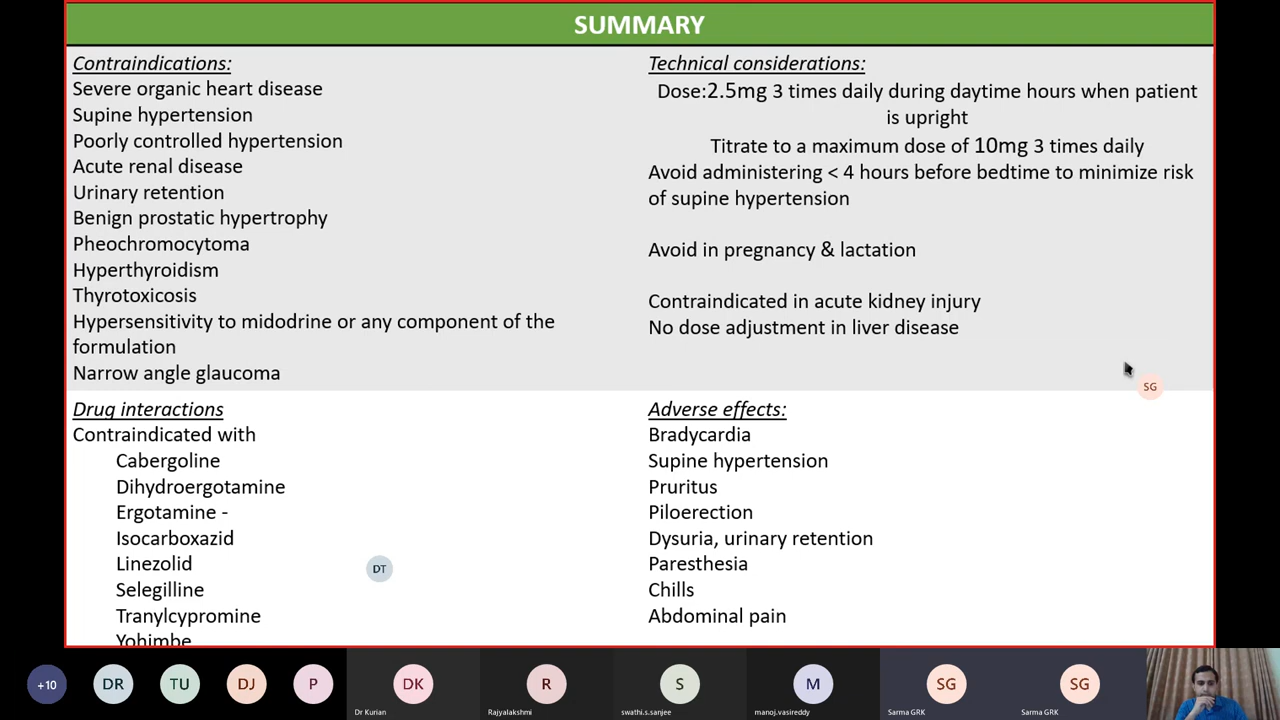 SUMMARY
Contraindications:
Severe organic heart disease
Supine hypertension
Poorly controlled hypertension
Acute renal disease
Urinary retention
Benign prostatic hypertrophy
Pheochromocytoma
Hyperthyroidism
Thyrotoxicosis
Hypersensitivity to midodrine or any component of the
formulation
Narrow angle glaucoma
Technical considerations:
Dose:2.5mg 3 times daily during daytime hours when patient
is upright
Titrate to a maximum dose of 10mg 3 times daily
Avoid administering < 4 hours before bedtime to minimize risk
of supine hypertension
Avoid in pregnancy & lactation
Contraindicated in acute kidney injury
No dose adjustment in liver disease
SG
Drug interactions
Contraindicated with
Cabergoline
Dihydroergotamine
Ergotamine -
Isocarboxazid
Linezolid
Selegilline
Tranylcypromine
Yohimbe
DT
Adverse effects:
Bradycardia
Supine hypertension
Pruritus
Piloerection
Dysuria, urinary retention
Paresthesia
Chills
Abdominal pain
+10
DR
TU
DJ
P
DK
Dr Kurian
R
Rajyalakshmi
S
swathi.s.sanjee
M
manoj.vasireddy
SG
Sarma GRK
SG
Sarma GRK